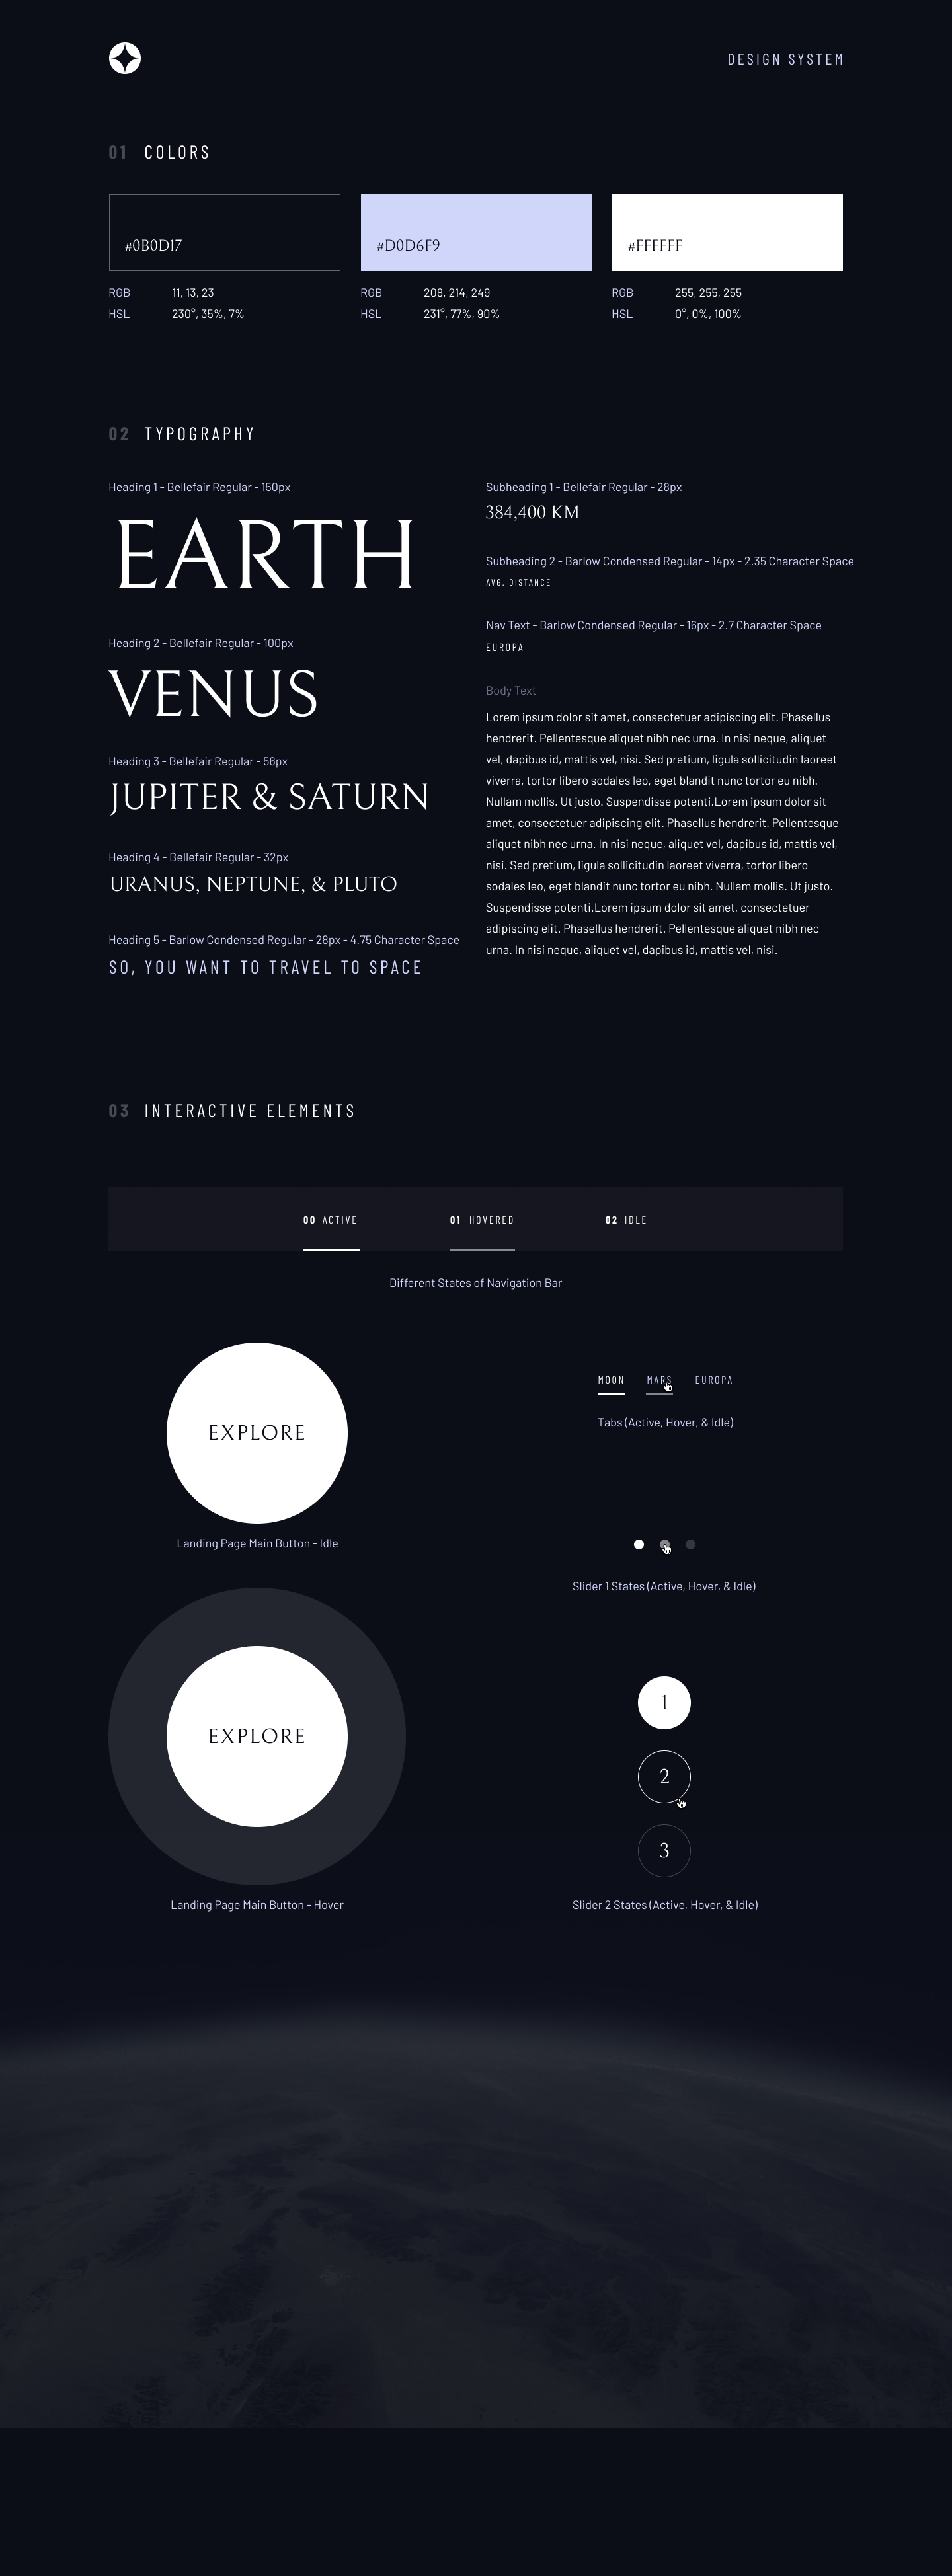 DESIGN SYSTEM
01 COLORS
#0B0D17
#D0D6F9
#FFFFFF
RGB 11, 13, 23
HSL 230°, 35%, 7%
RGB 208, 214, 249
HSL 231°, 77%, 90%
RGB 255, 255, 255
HSL 0°, 0%, 100%
02 TYPOGRAPHY
Heading 1 - Bellefair Regular - 150px
EARTH
Heading 2 - Bellefair Regular - 100px
VENUS
Heading 3 - Bellefair Regular - 56px
JUPITER & SATURN
Heading 4 - Bellefair Regular - 32px
URANUS, NEPTUNE, & PLUTO
Heading 5 - Barlow Condensed Regular - 28px - 4.75 Character Space
SO, YOU WANT TO TRAVEL TO SPACE
Subheading 1 - Bellefair Regular - 28px
384,400 KM
Subheading 2 - Barlow Condensed Regular - 14px - 2.35 Character Space
AVG. DISTANCE
Nav Text - Barlow Condensed Regular - 16px - 2.7 Character Space
EUROPA
Body Text
Lorem ipsum dolor sit amet, consectetuer adipiscing elit. Phasellus
hendrerit. Pellentesque aliquet nibh nec urna. In nisi neque, aliquet
vel, dapibus id, mattis vel, nisi. Sed pretium, ligula sollicitudin laoreet
viverra, tortor libero sodales leo, eget blandit nunc tortor eu nibh.
Nullam mollis. Ut justo. Suspendisse potenti.Lorem ipsum dolor sit
amet, consectetuer adipiscing elit. Phasellus hendrerit. Pellentesque
aliquet nibh nec urna. In nisi neque, aliquet vel, dapibus id, mattis vel,
nisi. Sed pretium, ligula sollicitudin laoreet viverra, tortor libero
sodales leo, eget blandit nunc tortor eu nibh. Nullam mollis. Ut justo.
Suspendisse potenti.Lorem ipsum dolor sit amet, consectetuer
adipiscing elit. Phasellus hendrerit. Pellentesque aliquet nibh nec
urna. In nisi neque, aliquet vel, dapibus id, mattis vel, nisi.
03 INTERACTIVE ELEMENTS
00 ACTIVE
01 HOVERED
02 IDLE
Different States of Navigation Bar
EXPLORE
Landing Page Main Button - Idle
EXPLORE
Landing Page Main Button - Hover
MOON MARS EUROPA
Tabs (Active, Hover, & Idle)
Slider 1 States (Active, Hover, & Idle)
1
2
3
Slider 2 States (Active, Hover, & Idle)